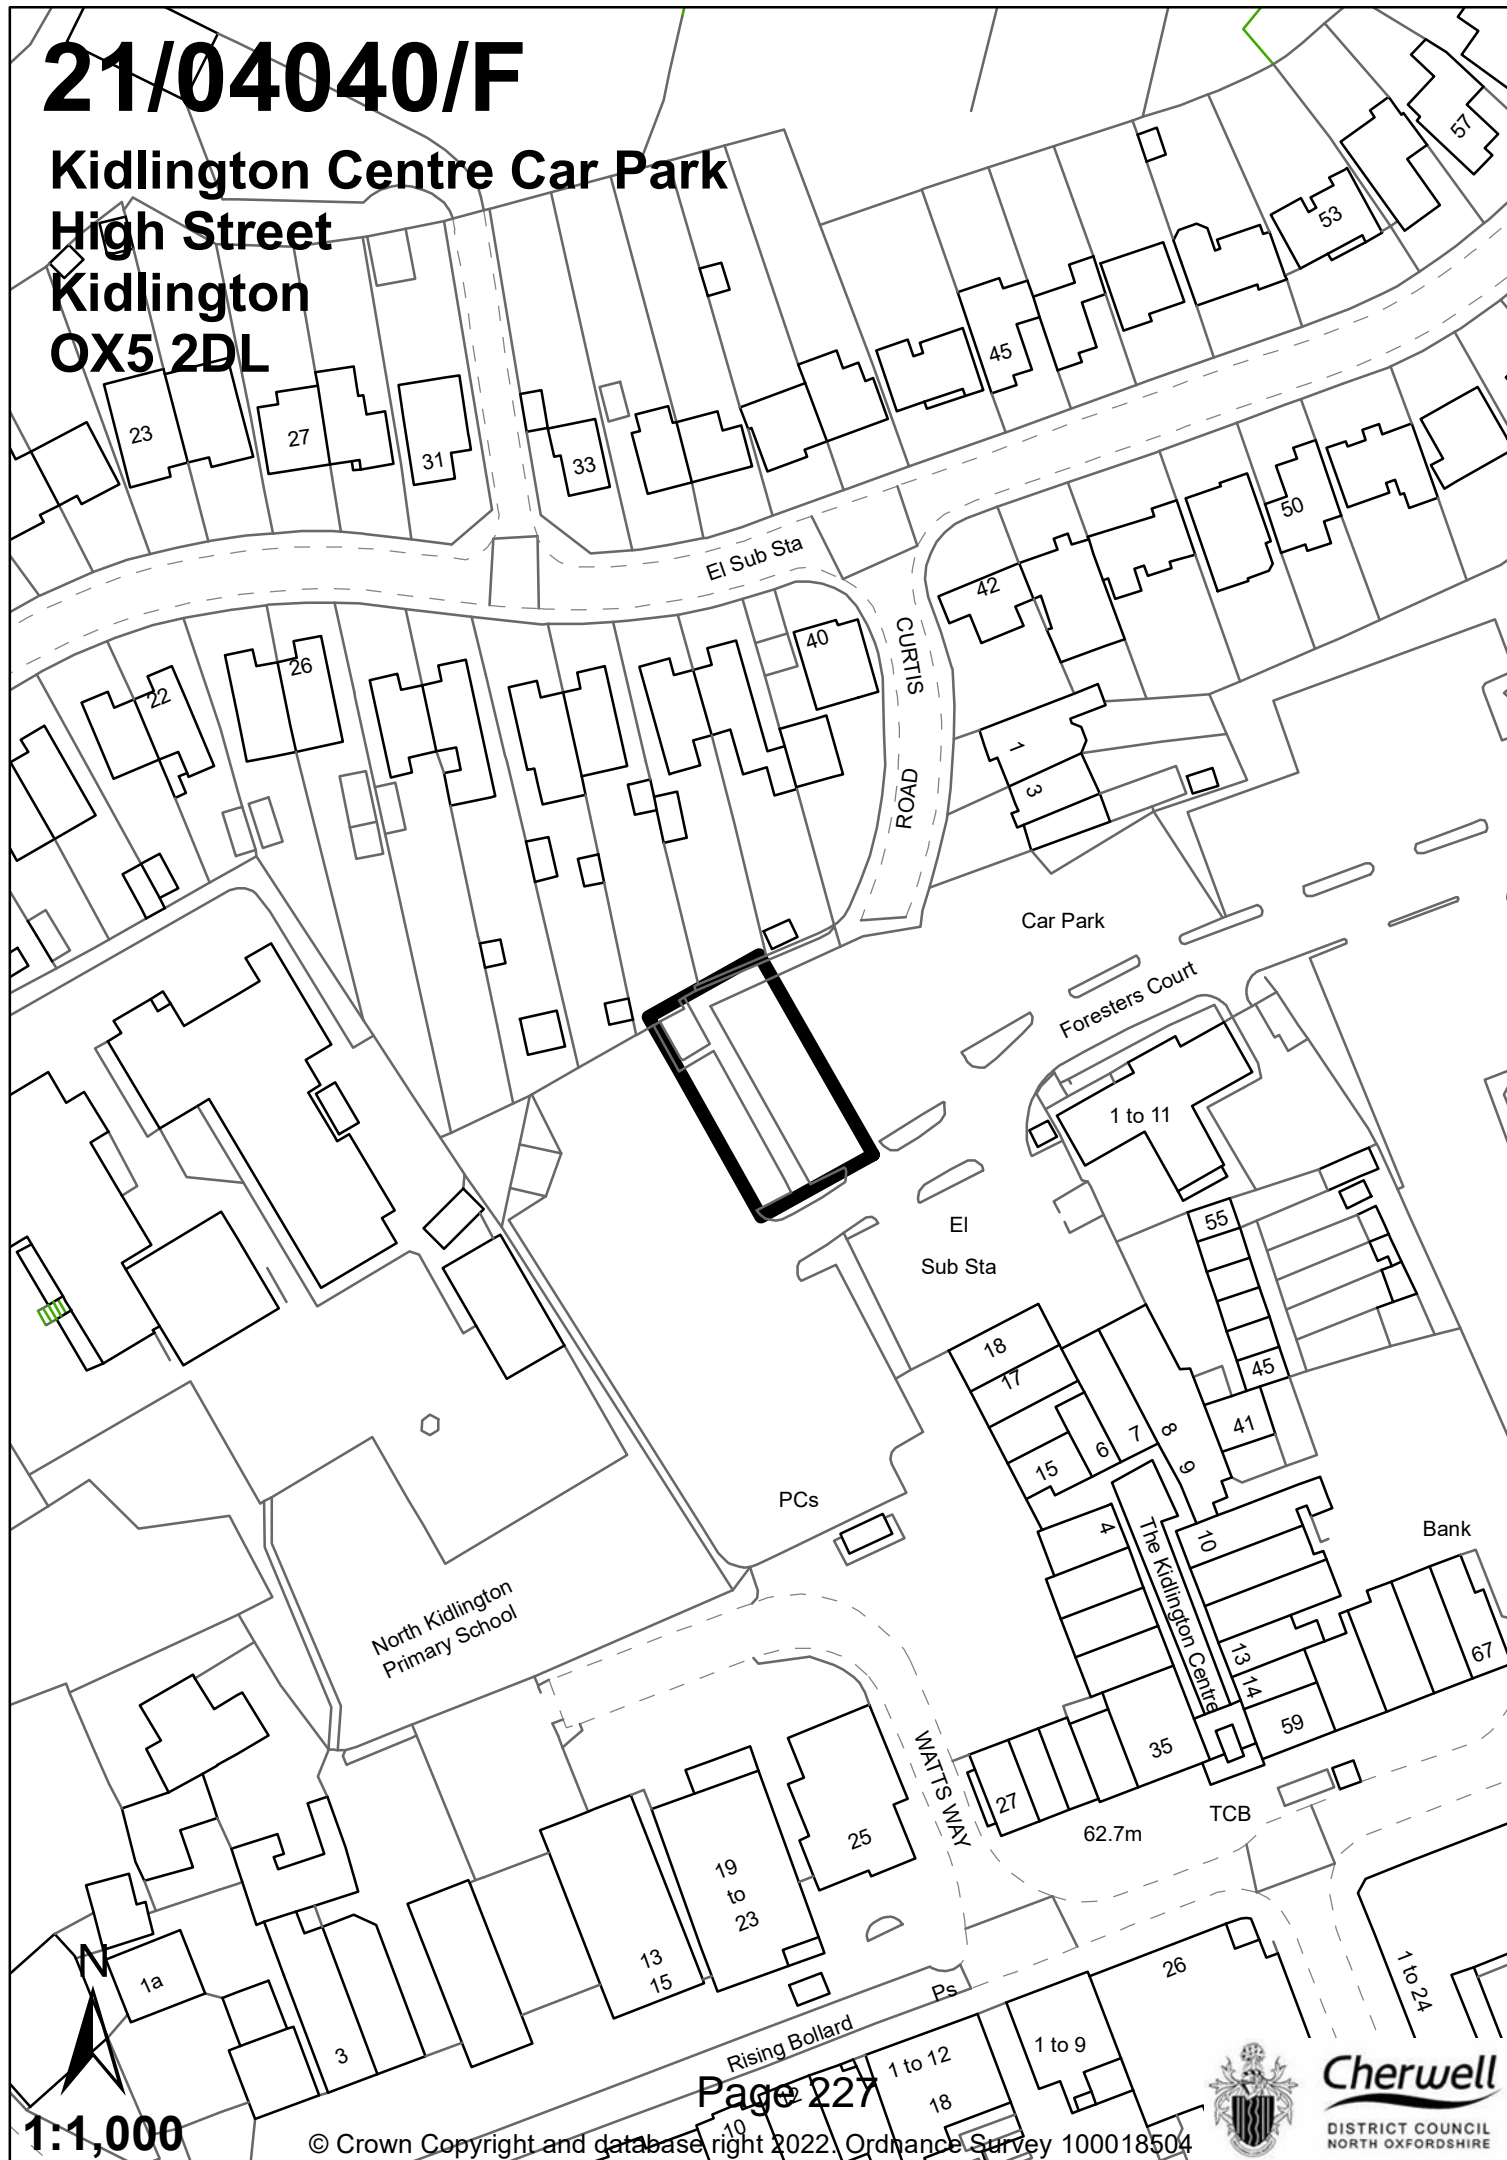 21/04040/F
Kidlington Centre Car Park
High Street
Kidlington
OX5 2DL
57
53
45
23
27
31
33
50
El Sub Sta
42
40
CURTIS
ROAD
22
26
1
3
Car Park
Foresters Court
1 to 11
55
El
Sub Sta
18
17
45
41
15
6
7
8
9
PCs
4
10
The Kidlington Centre
Bank
North Kidlington
Primary School
13
14
67
59
35
WATTS WAY
27
TCB
62.7m
25
19
to
23
13
15
1a
N
3
26
1 to 24
Ps
Rising Bollard
1 to 9
1 to 12
18
12
10
Page 227
1:1,000
© Crown Copyright and database right 2022. Ordnance Survey 100018504
Cherwell
DISTRICT COUNCIL
NORTH OXFORDSHIRE